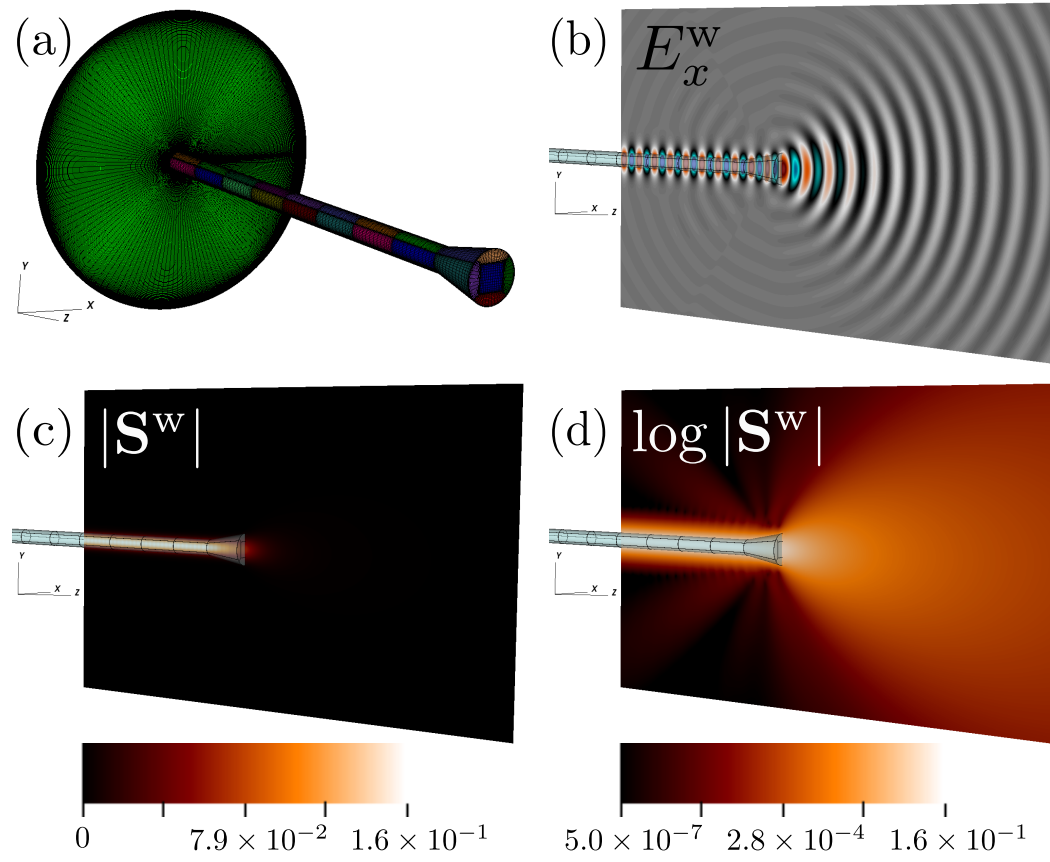 (a)
Y
X
Z
(b)
E_x^w
Y
X
Z
(c)
|S^w|
Y
X
Z
(d)
log |S^w|
Y
X
Z
0 7.9 × 10⁻² 1.6 × 10⁻¹
5.0 × 10⁻⁷ 2.8 × 10⁻⁴ 1.6 × 10⁻¹